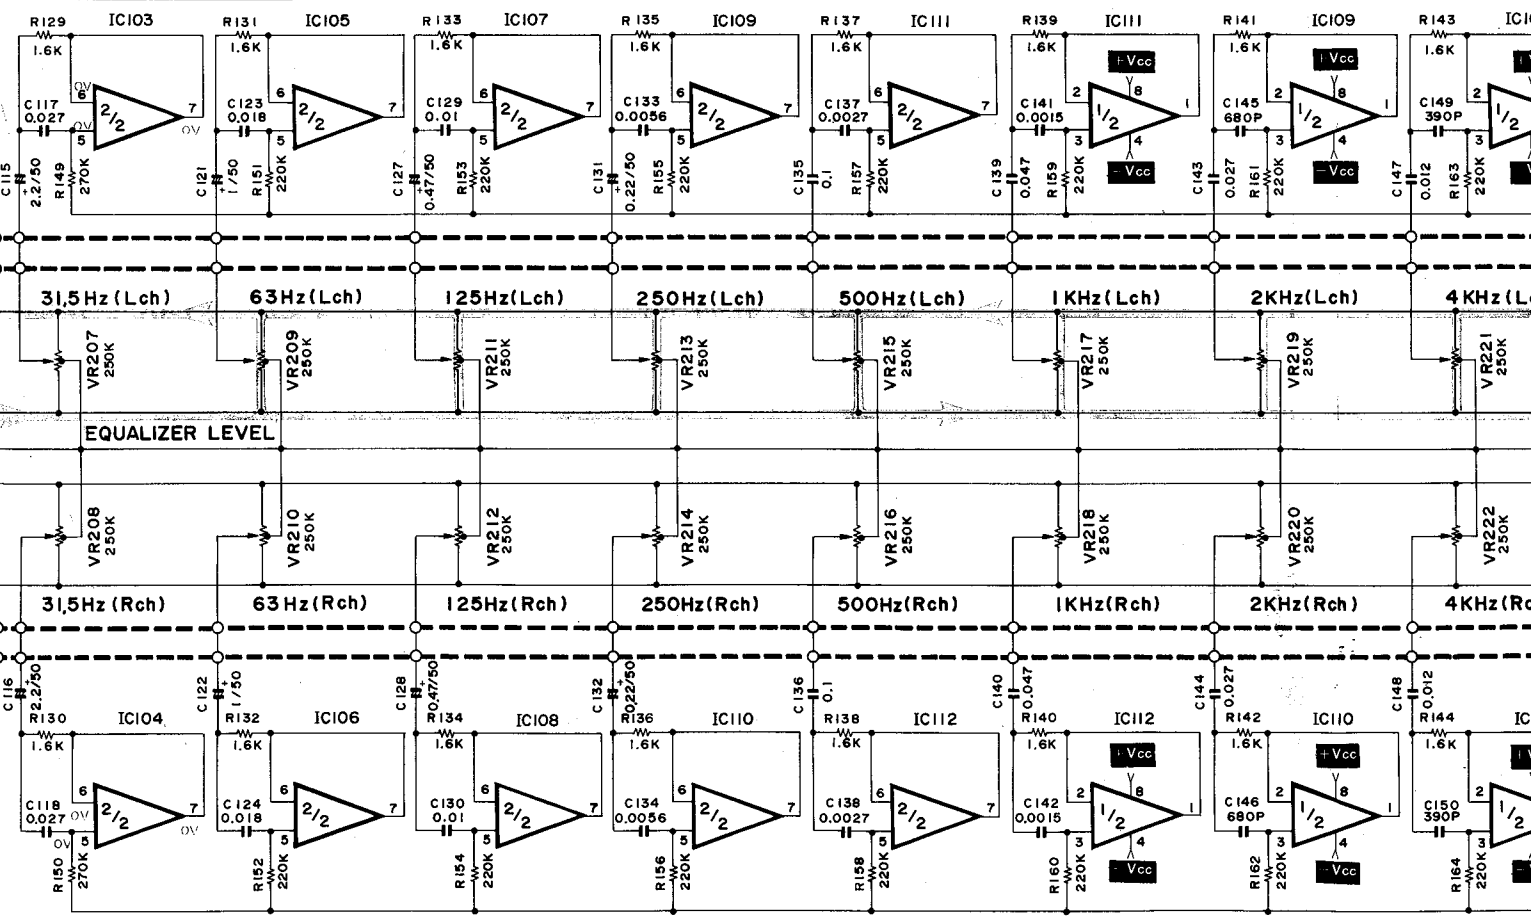 R129 IC103 R131 IC105 R133 IC107 R135 IC109 R137 IC111 R139 IC111 R141 IC109 R143
1.6K 1.6K 1.6K 1.6K 1.6K 1.6K 1.6K 1.6K
+Vcc +Vcc
0V 6 6 6 6 6 2 8 2 8 2
C117 0.027 2/2 7 C123 0.018 2/2 7 C129 0.01 2/2 7 C133 0.0056 2/2 7 C137 0.0027 2/2 7 C141 0.0015 1/2 1 C145 680P 1/2 1 C149 390P 1/2
0V 0V 5 5 5 5 5 3 4 3 4 3
-Vcc -Vcc
C115 2.2/50 + R149 270K C121 1/50 + R151 220K C127 0.47/50 + R153 220K C131 0.22/50 + R155 220K C135 0.1 R157 220K C139 0.047 R159 220K C143 0.027 R161 220K C147 0.012 R163 220K
31,5Hz(Lch) 63Hz(Lch) 125Hz(Lch) 250Hz(Lch) 500Hz(Lch) 1KHz(Lch) 2KHz(Lch)
VR207 250K VR209 250K VR211 250K VR213 250K VR215 250K VR217 250K VR219 250K VR221 250K
EQUALIZER LEVEL
VR208 250K VR210 250K VR212 250K VR214 250K VR216 250K VR218 250K VR220 250K VR222 250K
31,5Hz(Rch) 63Hz(Rch) 125Hz(Rch) 250Hz(Rch) 500Hz(Rch) 1KHz(Rch) 2KHz(Rch)
C116 2.2/50 + C122 1/50 + C128 0.47/50 + C132 0.22/50 + C136 0.1 C140 0.047 C144 0.027 C148 0.012
R130 IC104 R132 IC106 R134 IC108 R136 IC110 R138 IC112 R140 IC112 R142 IC110 R144
1.6K 1.6K 1.6K 1.6K 1.6K 1.6K 1.6K 1.6K
+Vcc +Vcc
6 6 6 6 6 2 8 2 8 2
C118 0.027 2/2 7 C124 0.018 2/2 7 C130 0.01 2/2 7 C134 0.0056 2/2 7 C138 0.0027 2/2 7 C142 0.0015 1/2 1 C146 680P 1/2 1 C150 390P 1/2
0V 0V 0V 5 5 5 5 5 3 4 3 4 3
-Vcc -Vcc
R150 270K R152 220K R154 220K R156 220K R158 220K R160 220K R162 220K R164 220K